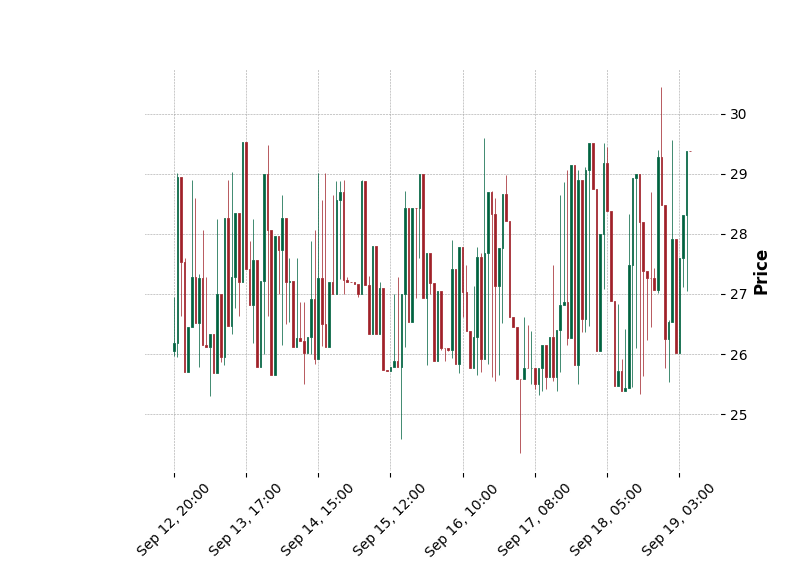 30
29
28
27
26
25
Price
Sep 12, 20:00
Sep 13, 17:00
Sep 14, 15:00
Sep 15, 12:00
Sep 16, 10:00
Sep 17, 08:00
Sep 18, 05:00
Sep 19, 03:00